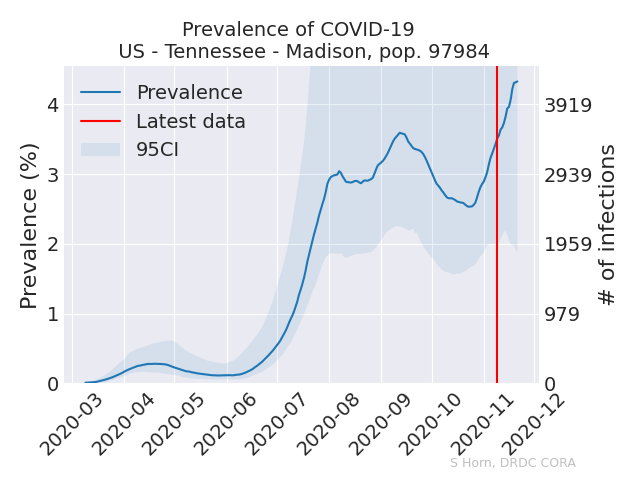 Prevalence of COVID-19
US - Tennessee - Madison, pop. 97984
Prevalence
Latest data
95CI
Prevalence (%)
4
3
2
1
0
3919
2939
1959
979
0
# of infections
2020-03
2020-04
2020-05
2020-06
2020-07
2020-08
2020-09
2020-10
2020-11
2020-12
S Horn, DRDC CORA